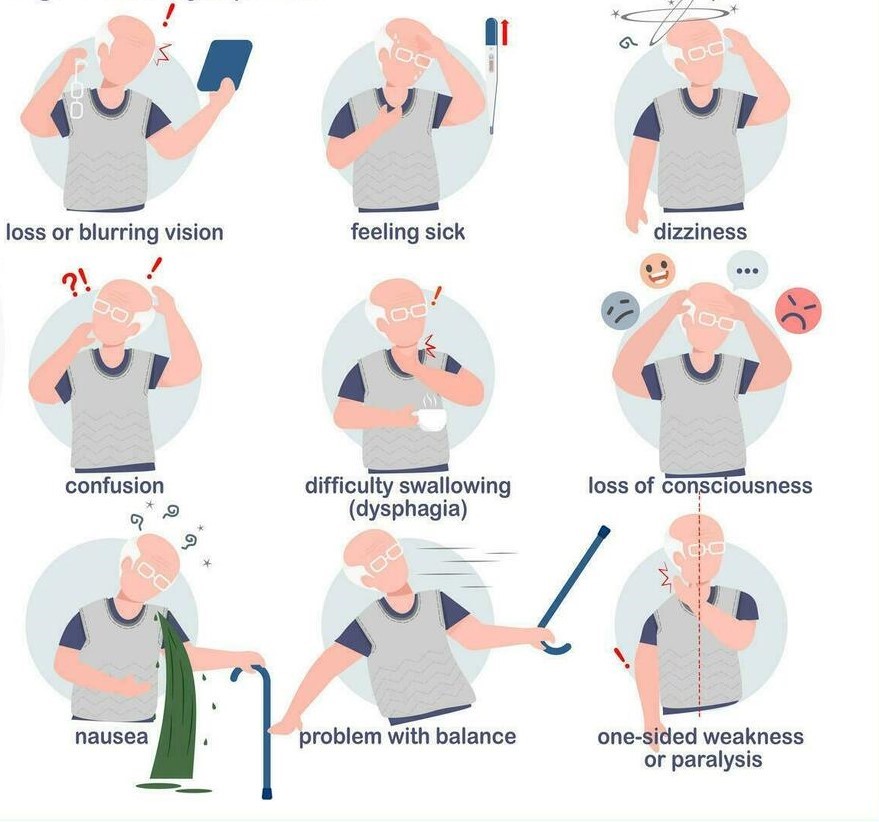 loss or blurring vision
feeling sick
dizziness
?!
!
confusion
difficulty swallowing
(dysphagia)
loss of consciousness
nausea
problem with balance
one-sided weakness
or paralysis